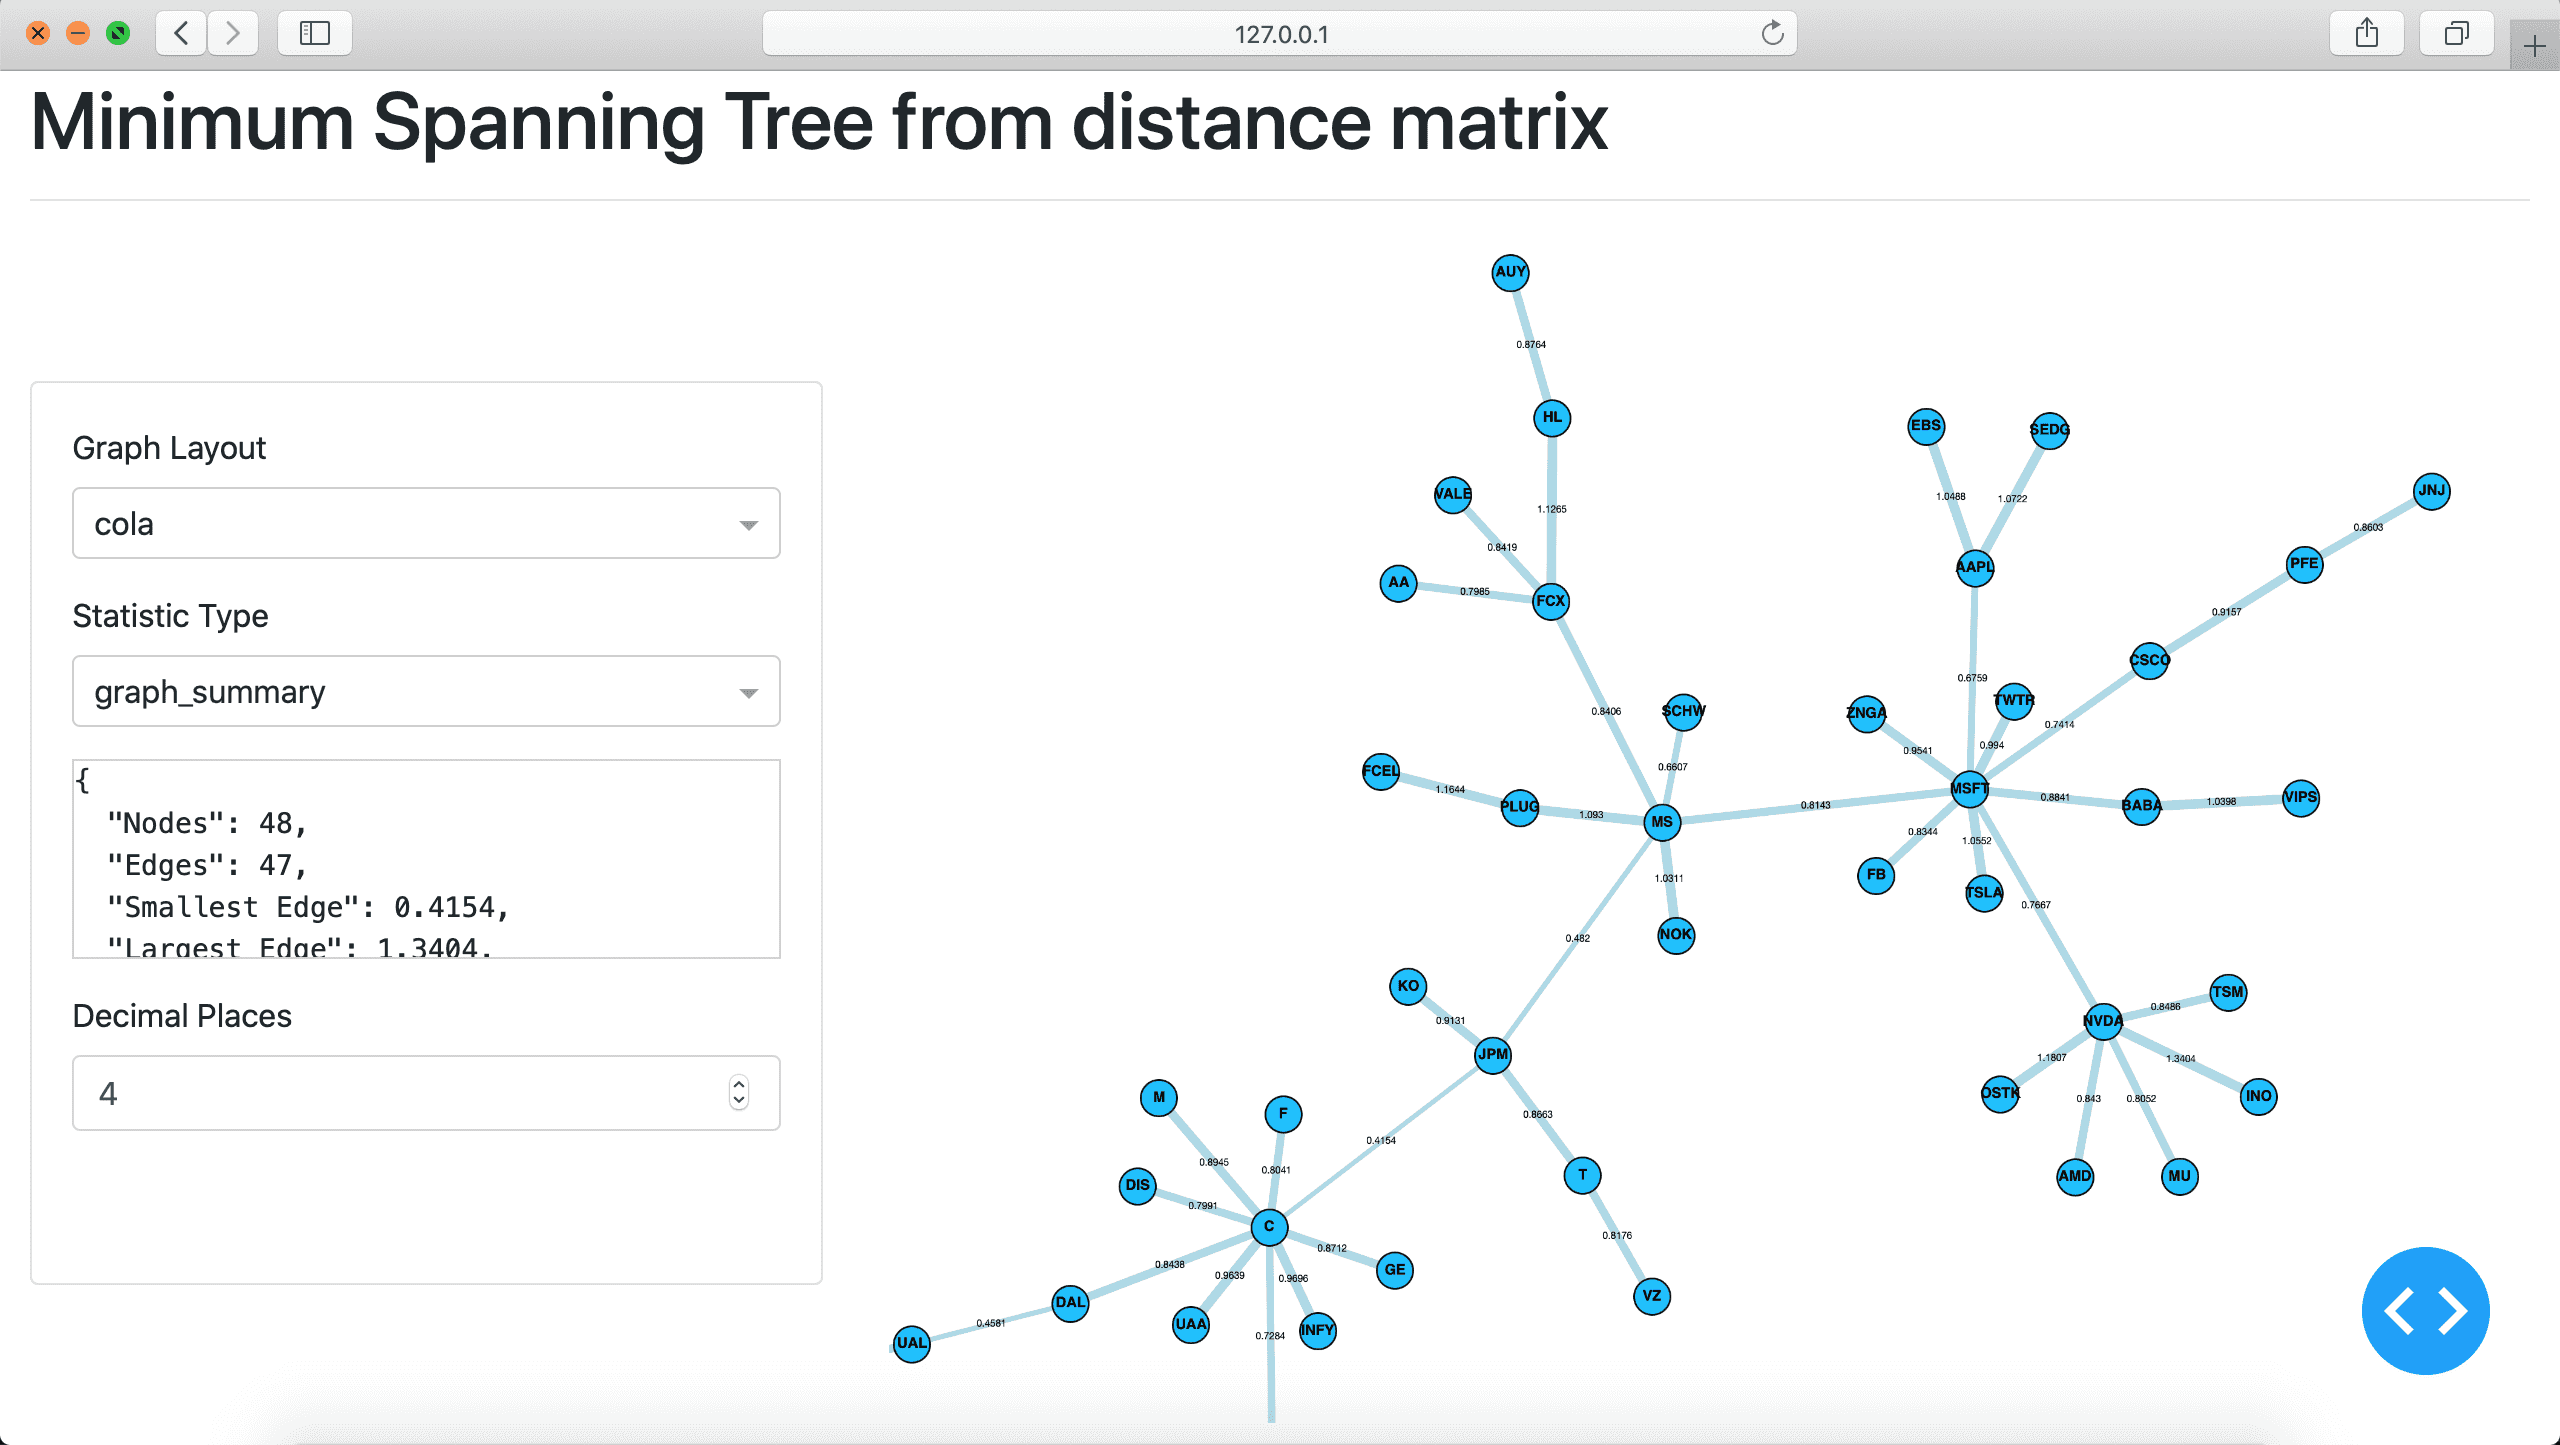 127.0.0.1
Minimum Spanning Tree from distance matrix
Graph Layout
cola
Statistic Type
graph_summary
{
"Nodes": 48,
"Edges": 47,
"Smallest Edge": 0.4154,
"Largest Edge": 1.3404,
Decimal Places
4
AUY
0.8764
HL
EBS
SEDG
JNJ
VALE
1.0488
1.0722
1.1265
0.8603
0.8419
AAPL
PFE
AA
0.7985
FCX
0.9157
CSCO
0.6759
TWTR
0.8406
SCHW
ZNGA
0.7414
0.9541
0.994
FCEL
0.6607
1.1644
MSFT
0.8841
1.0398
VIPS
PLUG
1.093
0.8143
BABA
MS
0.8344
1.0552
FB
1.0311
TSLA
0.7667
NOK
0.482
KO
TSM
0.9131
0.8486
NVDA
JPM
1.1807
1.3404
OSTK
0.843
0.8052
INO
M
F
0.8663
0.4154
0.8945
0.8041
T
AMD
MU
DIS
0.7991
C
0.8712
0.8176
0.8438
0.9639
0.9696
GE
DAL
VZ
0.4581
UAA
0.7284
INFY
UAL